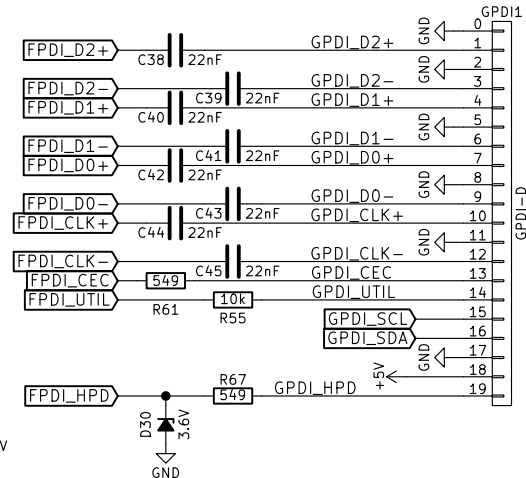 GPDI1
GND
0
FPDI_D2+
C38
22nF
GPDI_D2+
1
GND
2
FPDI_D2-
C39
22nF
GPDI_D2-
3
FPDI_D1+
C40
22nF
GPDI_D1+
4
GND
5
FPDI_D1-
C41
22nF
GPDI_D1-
6
FPDI_D0+
C42
22nF
GPDI_D0+
7
GND
8
FPDI_D0-
C43
22nF
GPDI_D0-
9
FPDI_CLK+
C44
22nF
GPDI_CLK+
10
GND
11
FPDI_CLK-
C45
22nF
GPDI_CLK-
12
FPDI_CEC
549
R61
GPDI_CEC
13
FPDI_UTIL
10k
R55
GPDI_UTIL
14
GPDI_SCL
15
GPDI_SDA
16
GND
17
+5V
18
FPDI_HPD
R67
549
GPDI_HPD
19
GPDI-D
D30
3.6V
GND
V